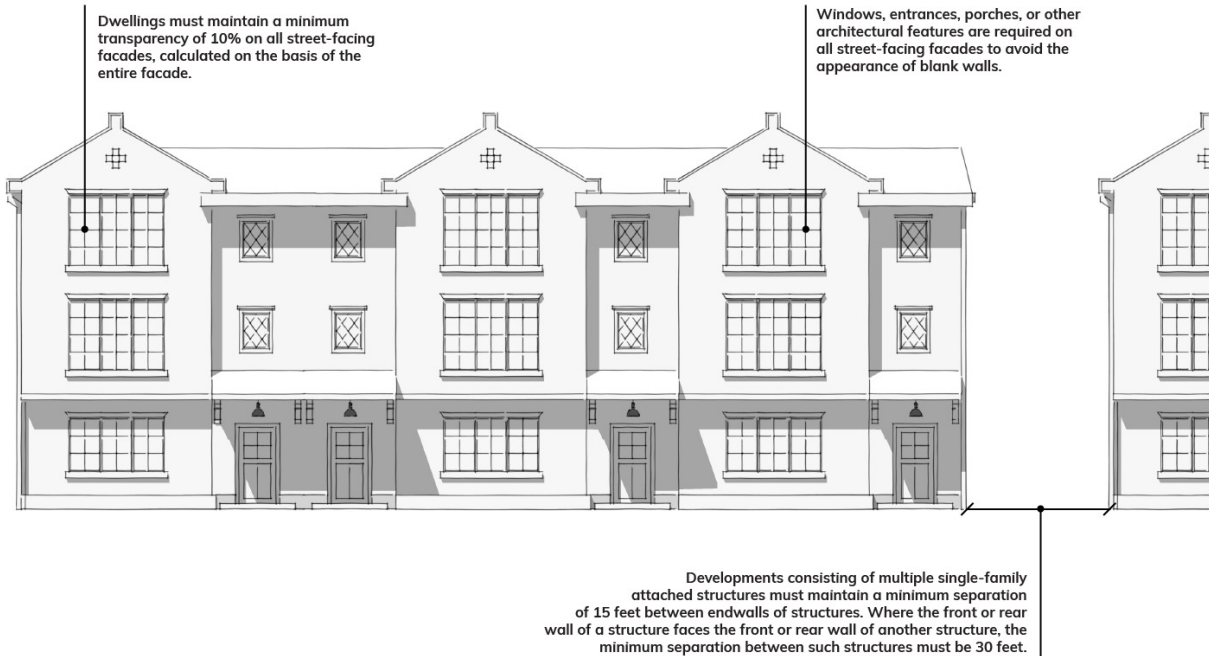 Dwellings must maintain a minimum
transparency of 10% on all street-facing
facades, calculated on the basis of the
entire facade.
Windows, entrances, porches, or other
architectural features are required on
all street-facing facades to avoid the
appearance of blank walls.
Developments consisting of multiple single-family
attached structures must maintain a minimum separation
of 15 feet between endwalls of structures. Where the front or rear
wall of a structure faces the front or rear wall of another structure, the
minimum separation between such structures must be 30 feet.